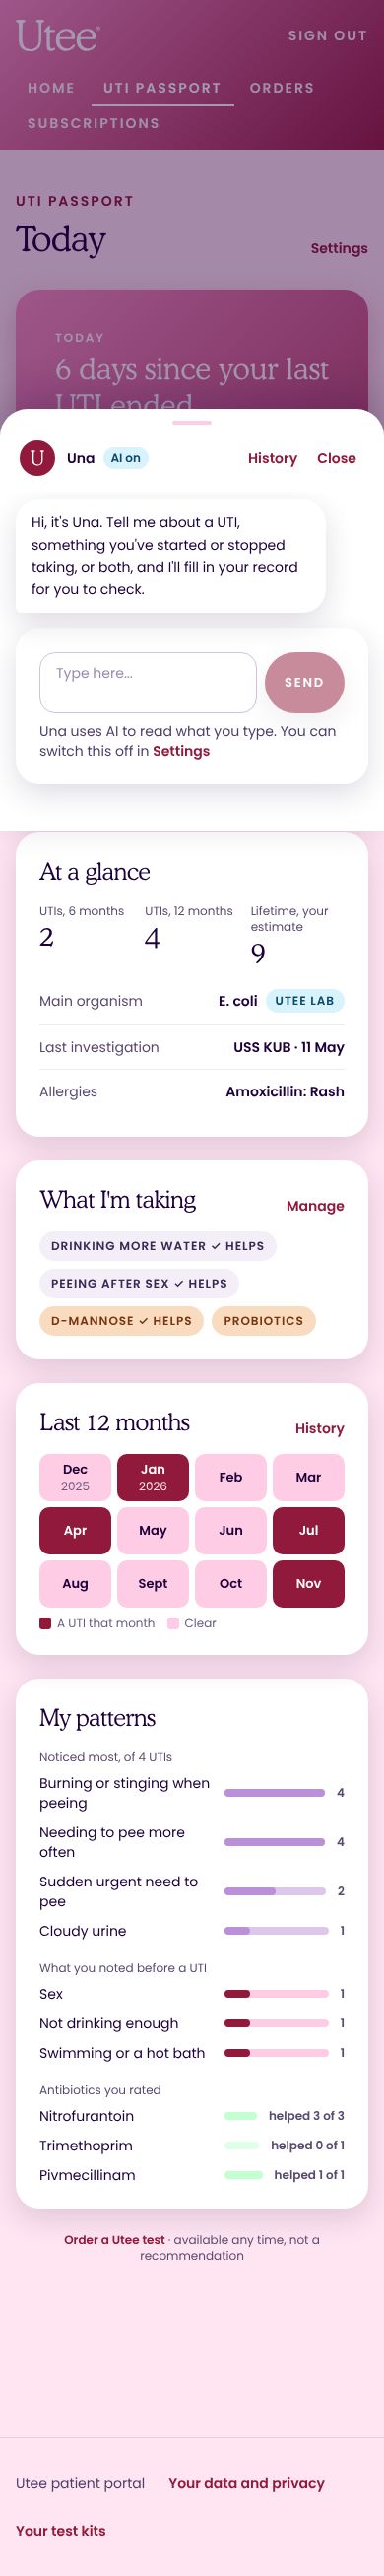 Utee®
SIGN OUT
HOME
UTI PASSPORT
ORDERS
SUBSCRIPTIONS
UTI PASSPORT
Today
Settings
TODAY
6 days since your last
UTI ended
U
Una
AI on
History
Close
Hi, it's Una. Tell me about a UTI,
something you've started or stopped
taking, or both, and I'll fill in your record
for you to check.
Type here...
SEND
Una uses AI to read what you type. You can
switch this off in Settings
At a glance
UTIs, 6 months
2
UTIs, 12 months
4
Lifetime, your
estimate
9
Main organism
E. coli
UTEE LAB
Last investigation
USS KUB · 11 May
Allergies
Amoxicillin: Rash
What I'm taking
Manage
DRINKING MORE WATER ✓ HELPS
PEEING AFTER SEX ✓ HELPS
D-MANNOSE ✓ HELPS
PROBIOTICS
Last 12 months
History
Dec
2025
Jan
2026
Feb
Mar
Apr
May
Jun
Jul
Aug
Sept
Oct
Nov
A UTI that month
Clear
My patterns
Noticed most, of 4 UTIs
Burning or stinging when
peeing
4
Needing to pee more
often
4
Sudden urgent need to
pee
2
Cloudy urine
1
What you noted before a UTI
Sex
1
Not drinking enough
1
Swimming or a hot bath
1
Antibiotics you rated
Nitrofurantoin
helped 3 of 3
Trimethoprim
helped 0 of 1
Pivmecillinam
helped 1 of 1
Order a Utee test · available any time, not a
recommendation
Utee patient portal
Your data and privacy
Your test kits